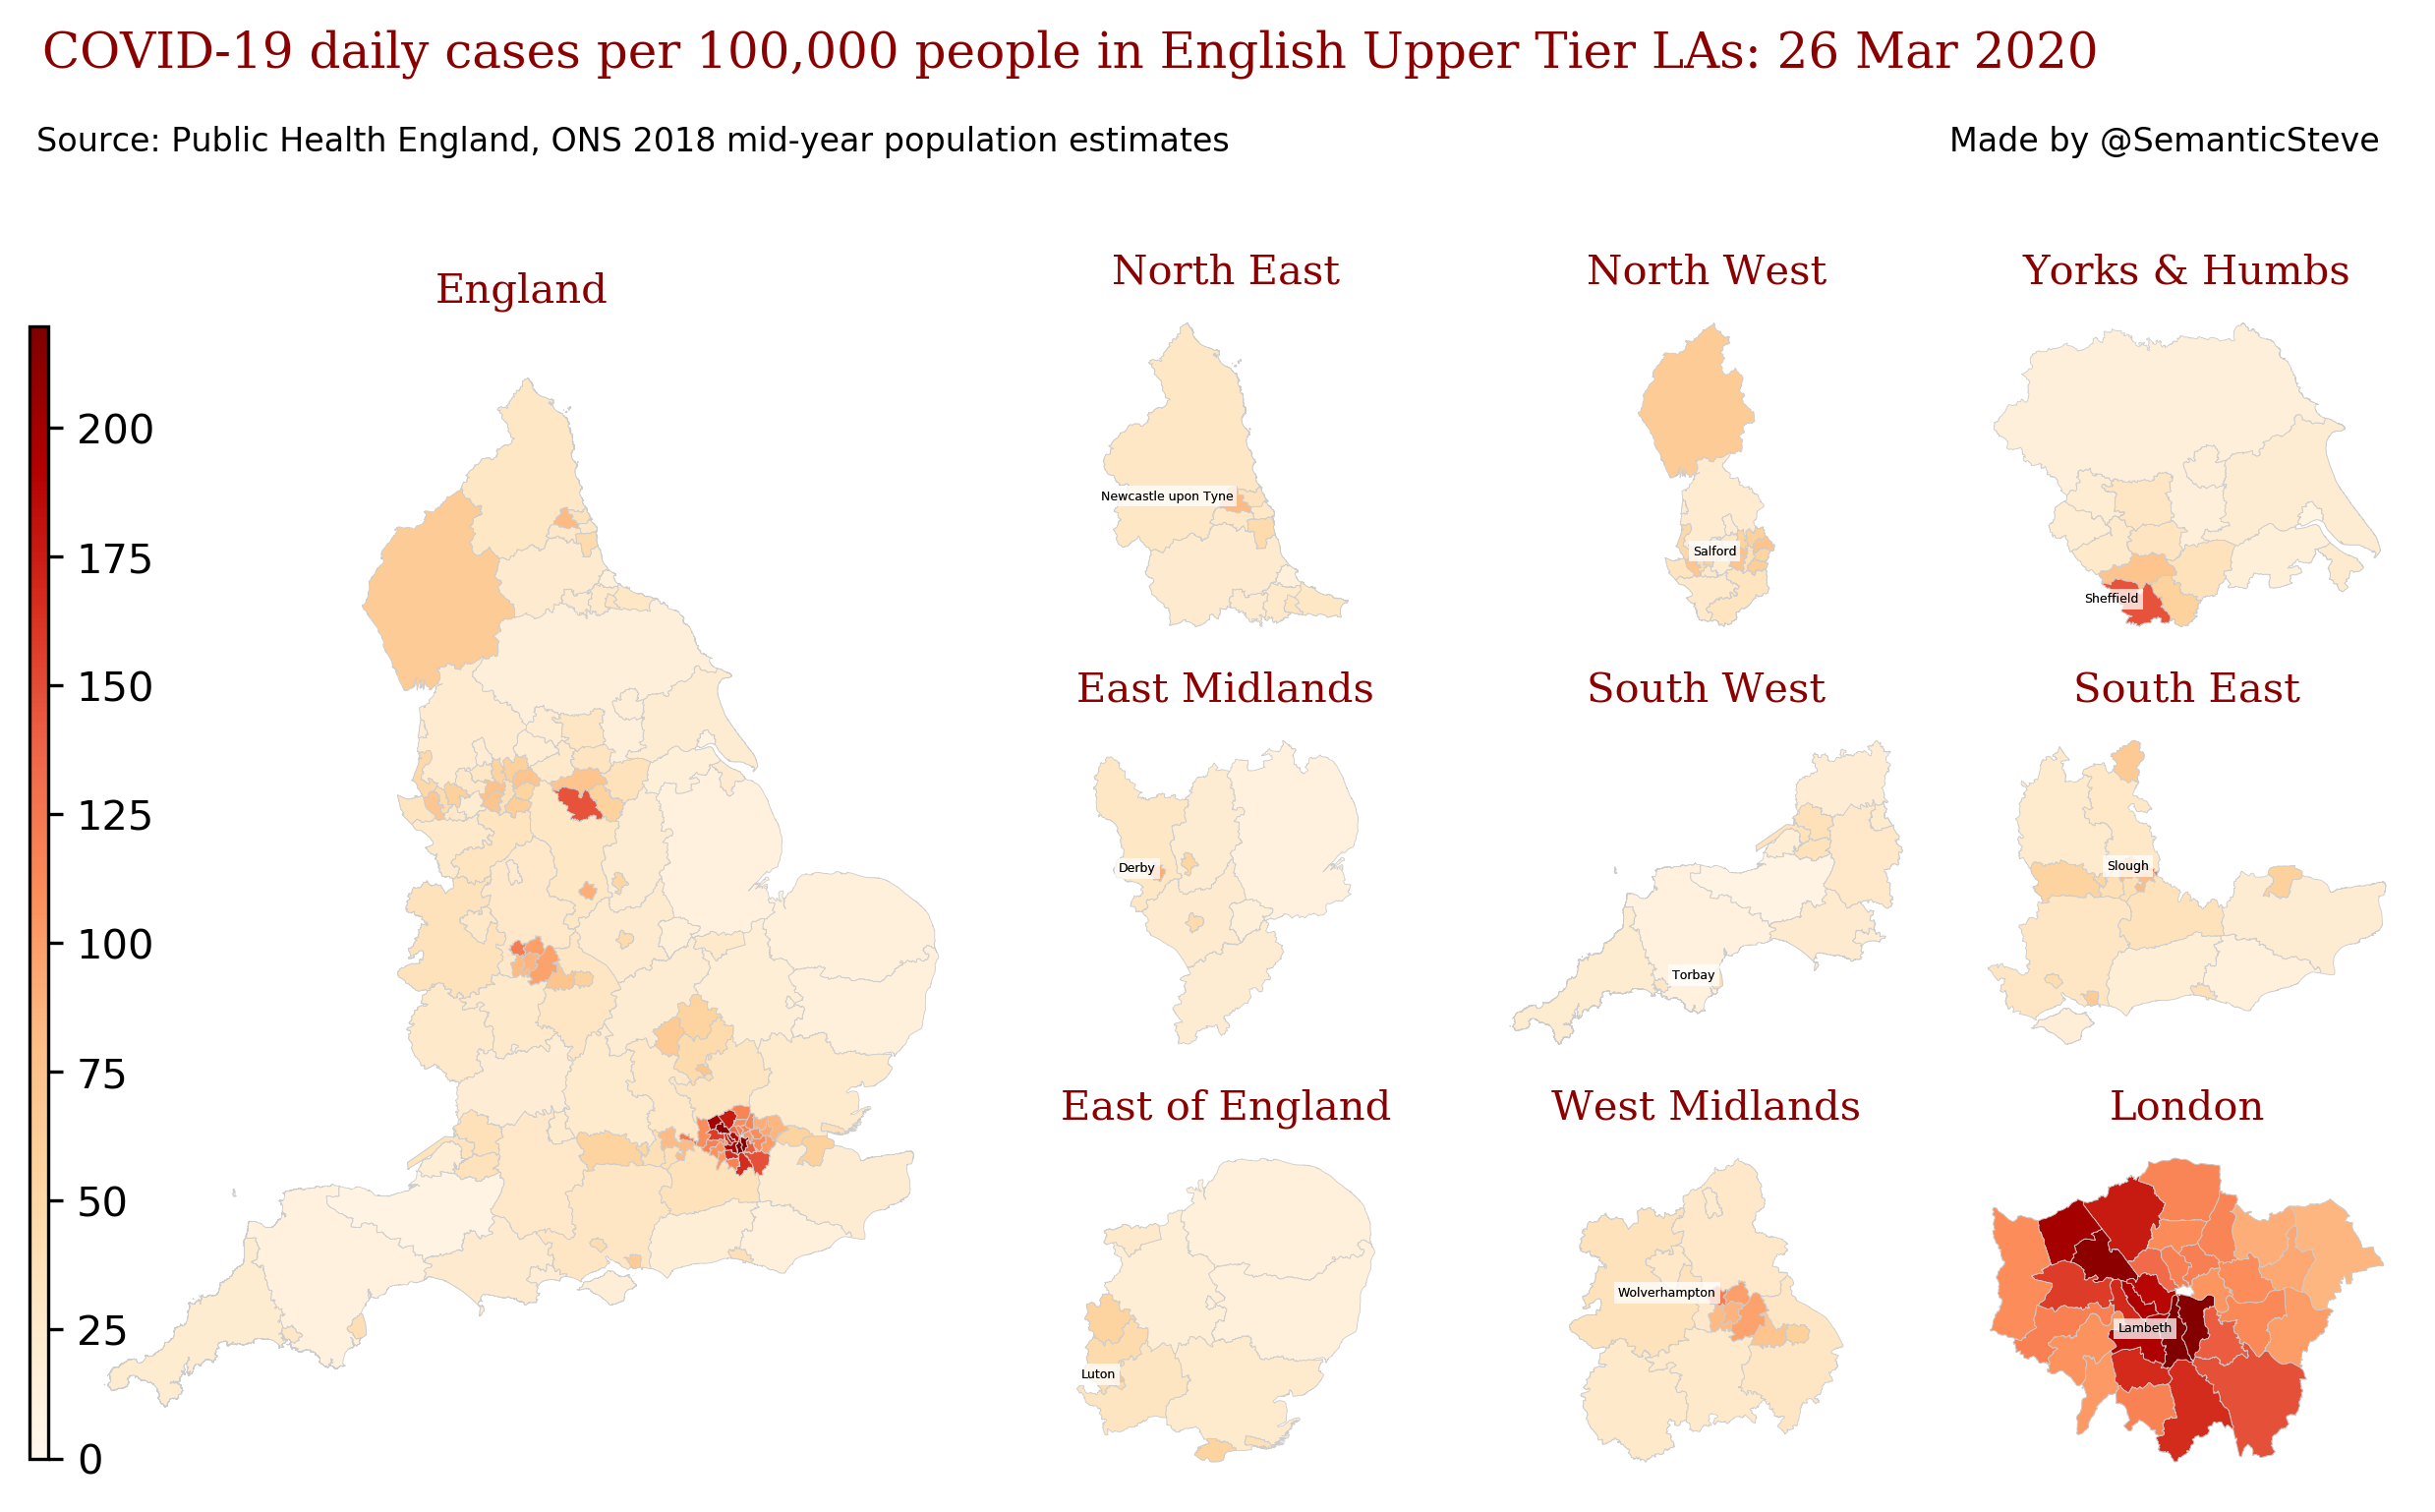 COVID-19 daily cases per 100,000 people in English Upper Tier LAs: 26 Mar 2020
Source: Public Health England, ONS 2018 mid-year population estimates
Made by @SemanticSteve
England
North East
North West
Yorks & Humbs
200
175
150
125
100
75
50
25
0
Newcastle upon Tyne
Salford
Sheffield
East Midlands
South West
South East
Derby
Torbay
Slough
East of England
West Midlands
London
Luton
Wolverhampton
Lambeth